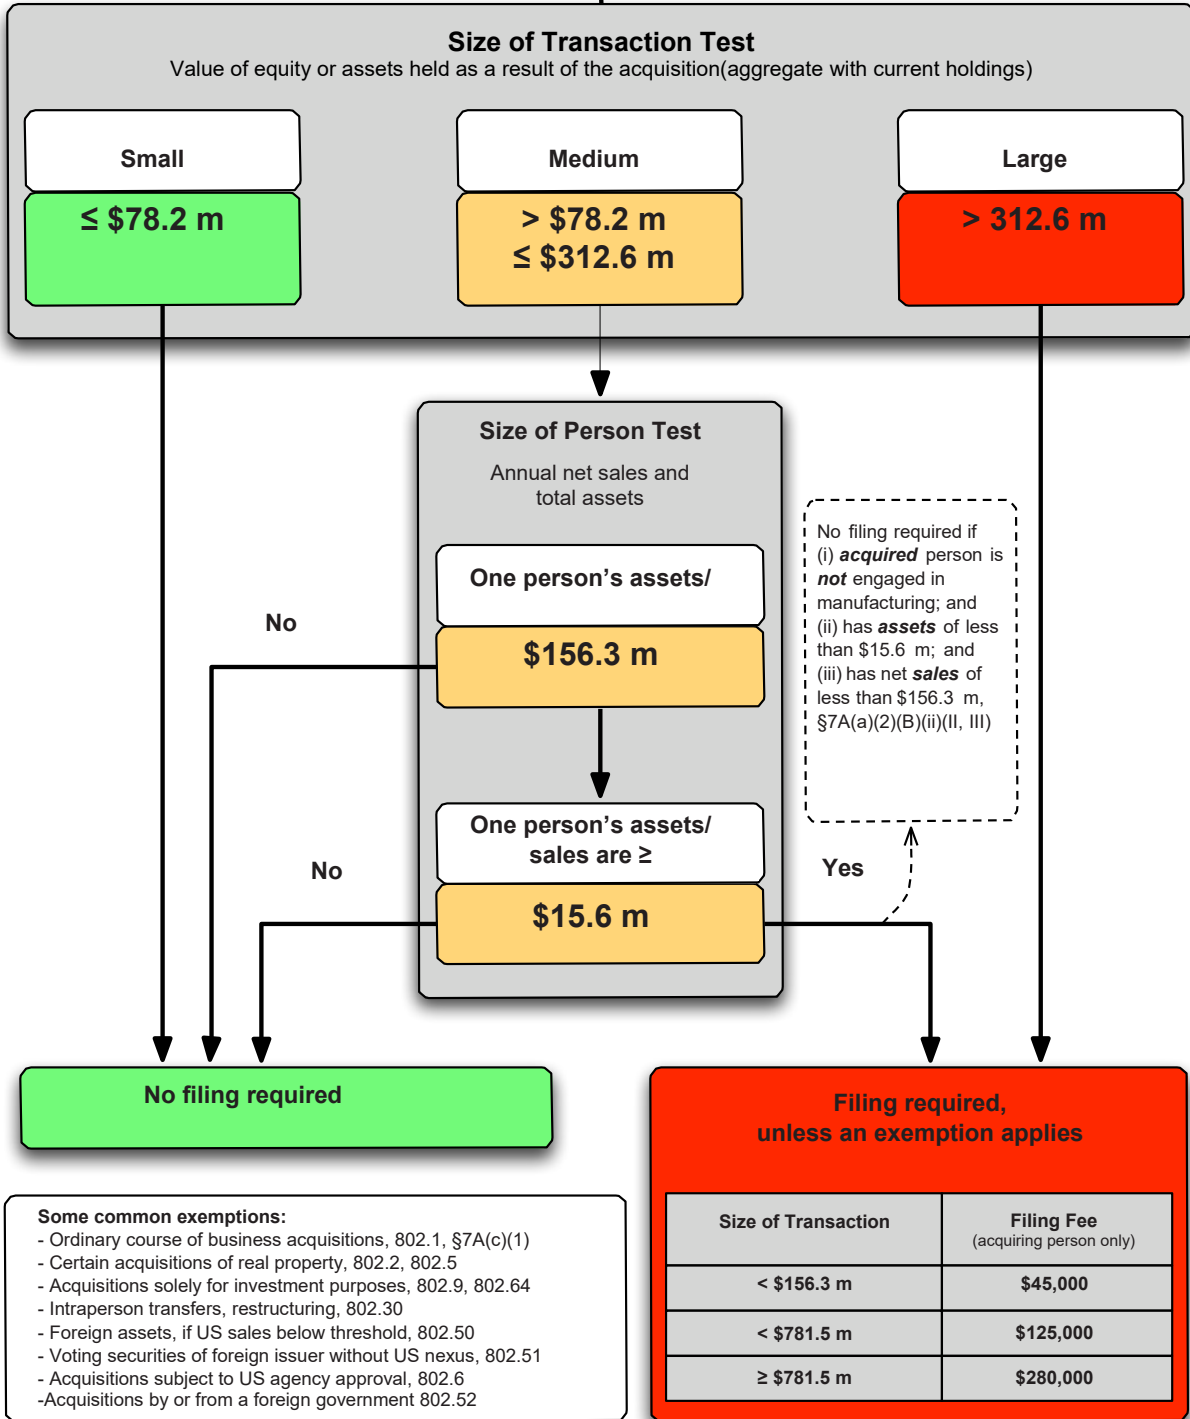 Size of Transaction Test
Value of equity or assets held as a result of the acquisition(aggregate with current holdings)
Small
≤ $78.2 m
Medium
> $78.2 m
≤ $312.6 m
Large
> 312.6 m
Size of Person Test
Annual net sales and
total assets
One person’s assets/
$156.3 m
No
One person’s assets/
sales are ≥
$15.6 m
No
Yes
No filing required if
(i) acquired person is
not engaged in
manufacturing; and
(ii) has assets of less
than $15.6 m; and
(iii) has net sales of
less than $156.3 m,
§7A(a)(2)(B)(ii)(II, III)
No filing required
Filing required,
unless an exemption applies
Size of Transaction
Filing Fee
(acquiring person only)
< $156.3 m
$45,000
< $781.5 m
$125,000
≥ $781.5 m
$280,000
Some common exemptions:
- Ordinary course of business acquisitions, 802.1, §7A(c)(1)
- Certain acquisitions of real property, 802.2, 802.5
- Acquisitions solely for investment purposes, 802.9, 802.64
- Intraperson transfers, restructuring, 802.30
- Foreign assets, if US sales below threshold, 802.50
- Voting securities of foreign issuer without US nexus, 802.51
- Acquisitions subject to US agency approval, 802.6
-Acquisitions by or from a foreign government 802.52